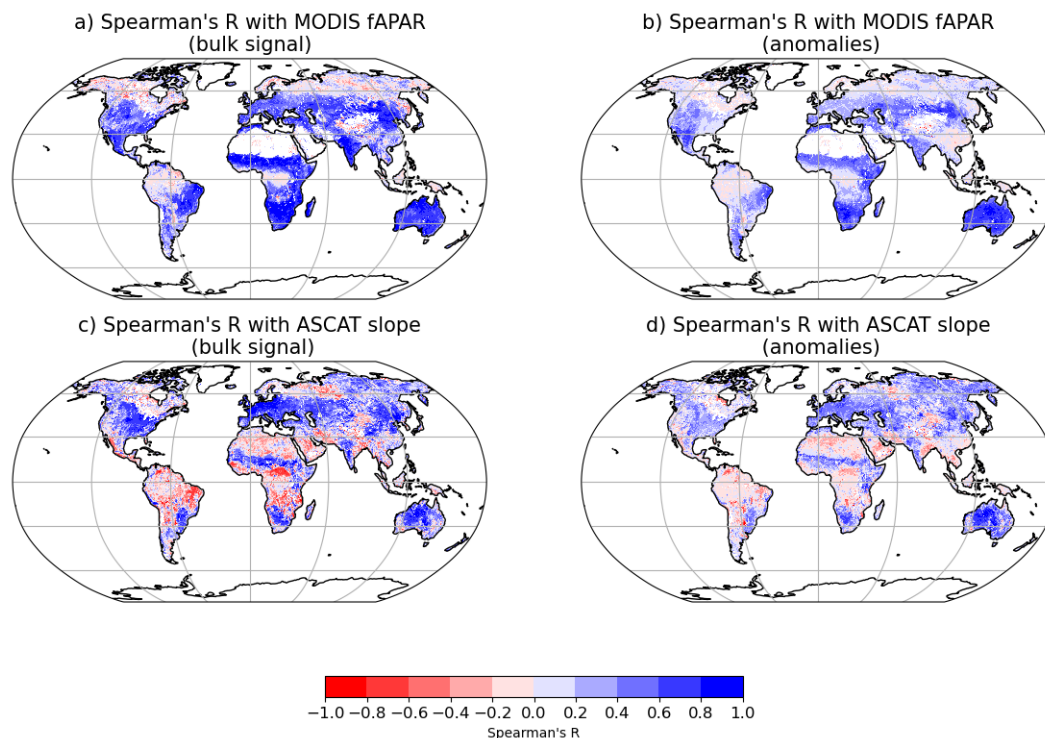 a) Spearman's R with MODIS fAPAR
(bulk signal)
b) Spearman's R with MODIS fAPAR
(anomalies)
c) Spearman's R with ASCAT slope
(bulk signal)
d) Spearman's R with ASCAT slope
(anomalies)
−1.0 −0.8 −0.6 −0.4 −0.2 0.0 0.2 0.4 0.6 0.8 1.0
Spearman's R